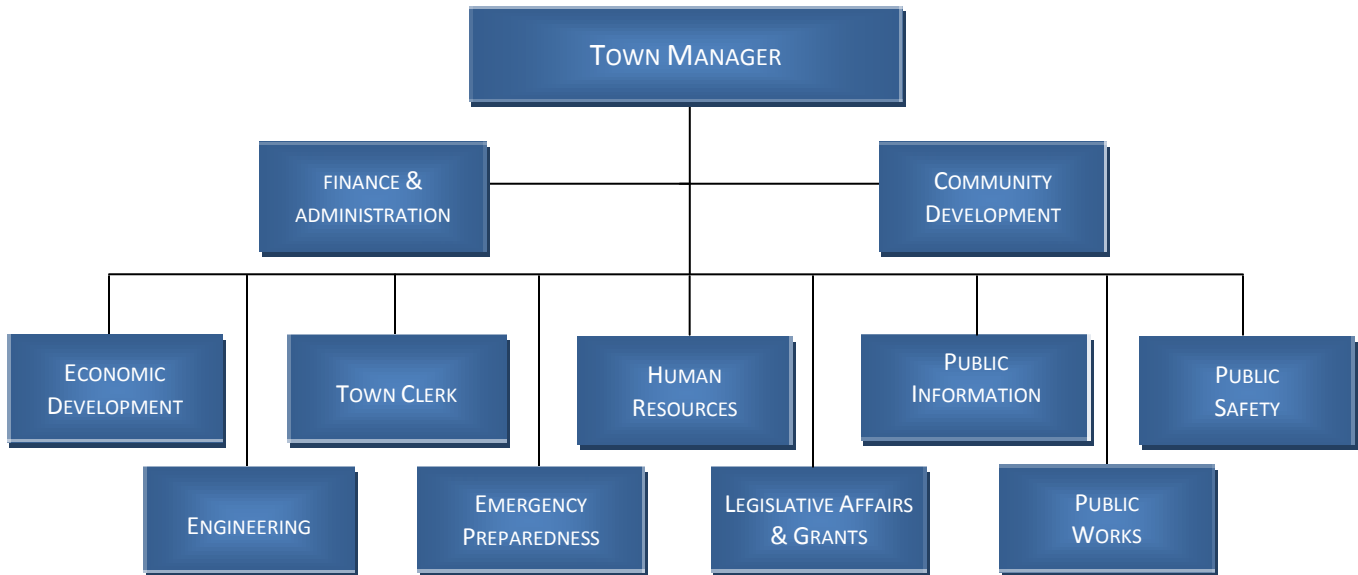 TOWN MANAGER
FINANCE &
ADMINISTRATION
COMMUNITY
DEVELOPMENT
ECONOMIC
DEVELOPMENT
TOWN CLERK
HUMAN
RESOURCES
PUBLIC
INFORMATION
PUBLIC
SAFETY
ENGINEERING
EMERGENCY
PREPAREDNESS
LEGISLATIVE AFFAIRS
& GRANTS
PUBLIC
WORKS